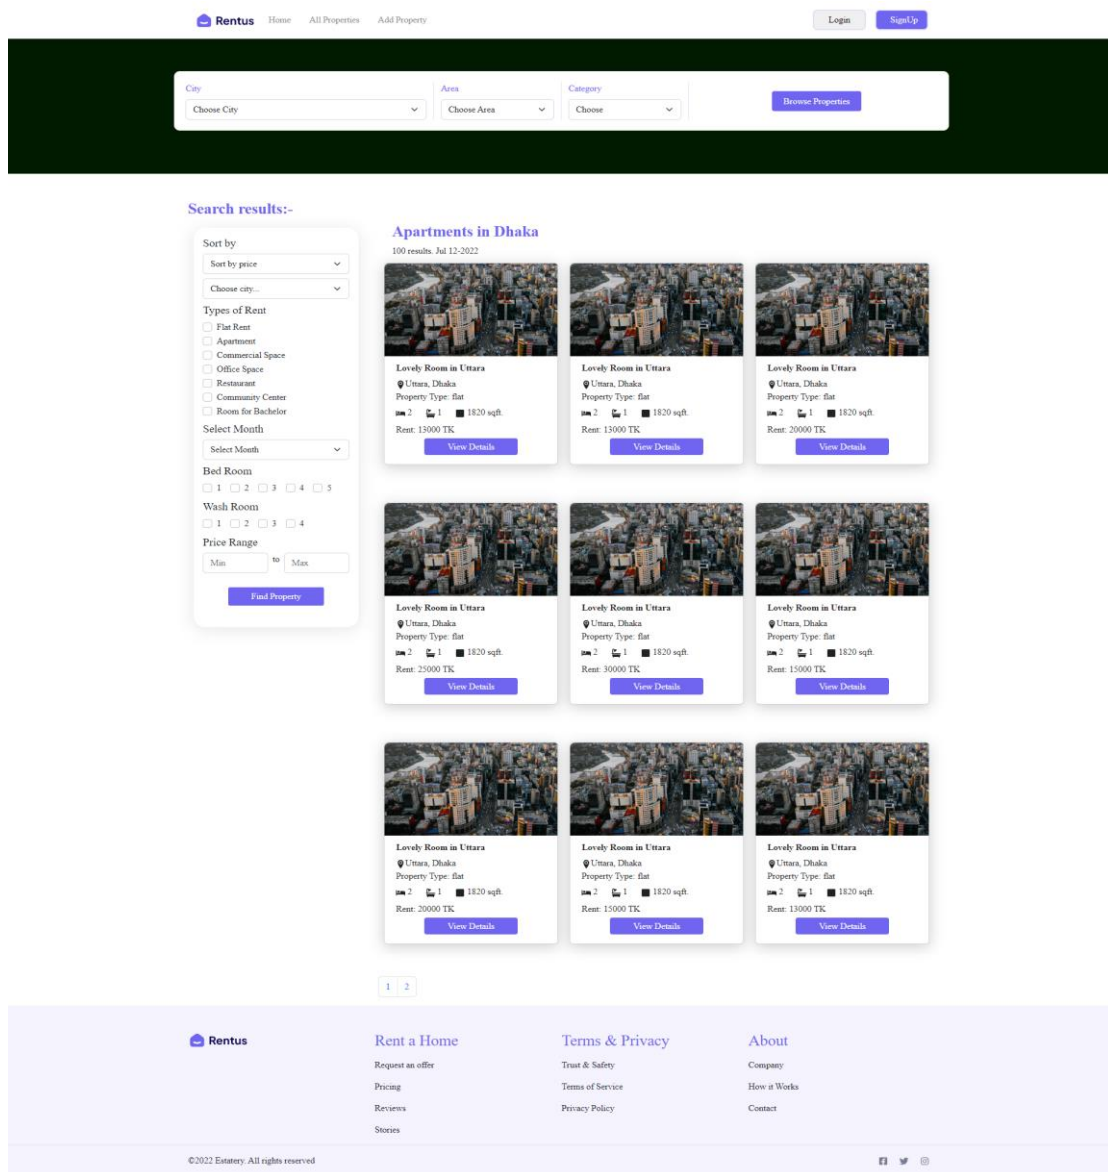 Rentus Home All Properties Add Property Login SignUp
City Area Category
Choose City Choose Area Choose Browse Properties
Search results:-
Sort by
Sort by price
Choose city...
Types of Rent
Flat Rent
Apartment
Commercial Space
Office Space
Restaurant
Community Center
Room for Bachelor
Select Month
Select Month
Bed Room
1 2 3 4 5
Wash Room
1 2 3 4
Price Range
Min to Max
Find Property
Apartments in Dhaka
100 results. Jul 12-2022
Lovely Room in Uttara
Uttara, Dhaka
Property Type: flat
2 1 1820 sqft.
Rent: 13000 TK
View Details
Lovely Room in Uttara
Uttara, Dhaka
Property Type: flat
2 1 1820 sqft.
Rent: 13000 TK
View Details
Lovely Room in Uttara
Uttara, Dhaka
Property Type: flat
2 1 1820 sqft.
Rent: 20000 TK
View Details
Lovely Room in Uttara
Uttara, Dhaka
Property Type: flat
2 1 1820 sqft.
Rent: 25000 TK
View Details
Lovely Room in Uttara
Uttara, Dhaka
Property Type: flat
2 1 1820 sqft.
Rent: 30000 TK
View Details
Lovely Room in Uttara
Uttara, Dhaka
Property Type: flat
2 1 1820 sqft.
Rent: 15000 TK
View Details
Lovely Room in Uttara
Uttara, Dhaka
Property Type: flat
2 1 1820 sqft.
Rent: 20000 TK
View Details
Lovely Room in Uttara
Uttara, Dhaka
Property Type: flat
2 1 1820 sqft.
Rent: 15000 TK
View Details
Lovely Room in Uttara
Uttara, Dhaka
Property Type: flat
2 1 1820 sqft.
Rent: 13000 TK
View Details
1 2
Rentus
Rent a Home
Request an offer
Pricing
Reviews
Stories
Terms & Privacy
Trust & Safety
Terms of Service
Privacy Policy
About
Company
How it Works
Contact
©2022 Estatery. All rights reserved